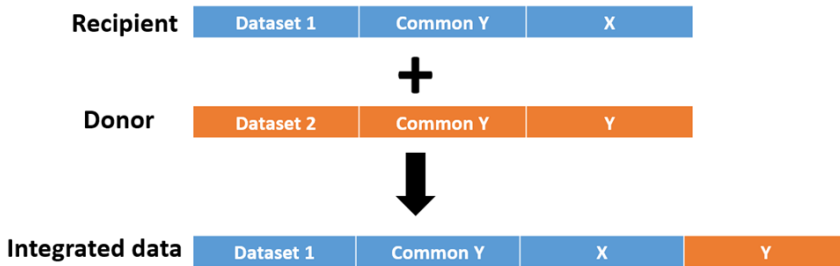 Recipient Dataset 1 Common Y X
+
Donor Dataset 2 Common Y Y
Integrated data Dataset 1 Common Y X Y